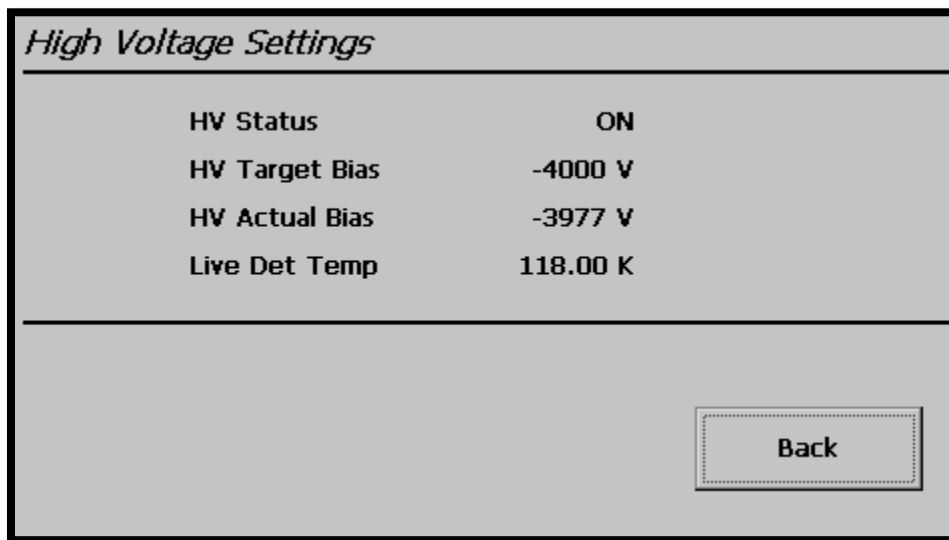 High Voltage Settings
HV Status ON
HV Target Bias -4000 V
HV Actual Bias -3977 V
Live Det Temp 118.00 K
Back